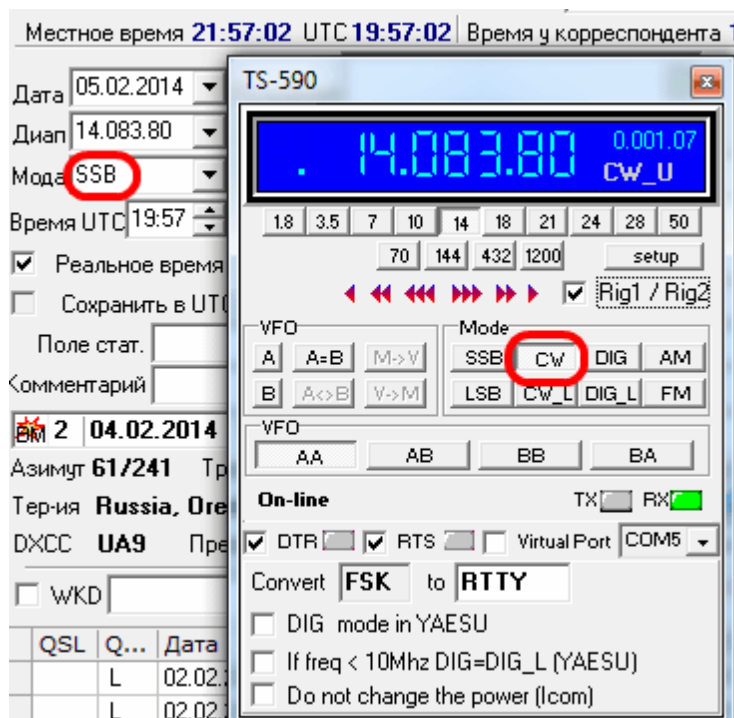 Местное время 21:57:02 UTC 19:57:02 Время у корреспондента
Дата 05.02.2014
Диап 14.083.80
Мода SSB
Время UTC 19:57
Реальное время
Сохранить в UT
Поле стат.
Комментарий
2 04.02.2014
Азимут 61/241
Тер-ия Russia, Ore
DXCC UA9
WKD
QSL Q... Дата
L 02.02.
L 02.02.
TS-590
. 14.083.80 0.001.07
CW_U
1.8 3.5 7 10 14 18 21 24 28 50
70 144 432 1200 setup
Rig1 / Rig2
VFO Mode
A A=B M->V SSB CW DIG AM
B A<>B V->M LSB CW_L DIG_L FM
VFO
AA AB BB BA
On-line TX RX
DTR RTS Virtual Port COM5
Convert FSK to RTTY
DIG mode in YAESU
If freq < 10Mhz DIG=DIG_L (YAESU)
Do not change the power (Icom)